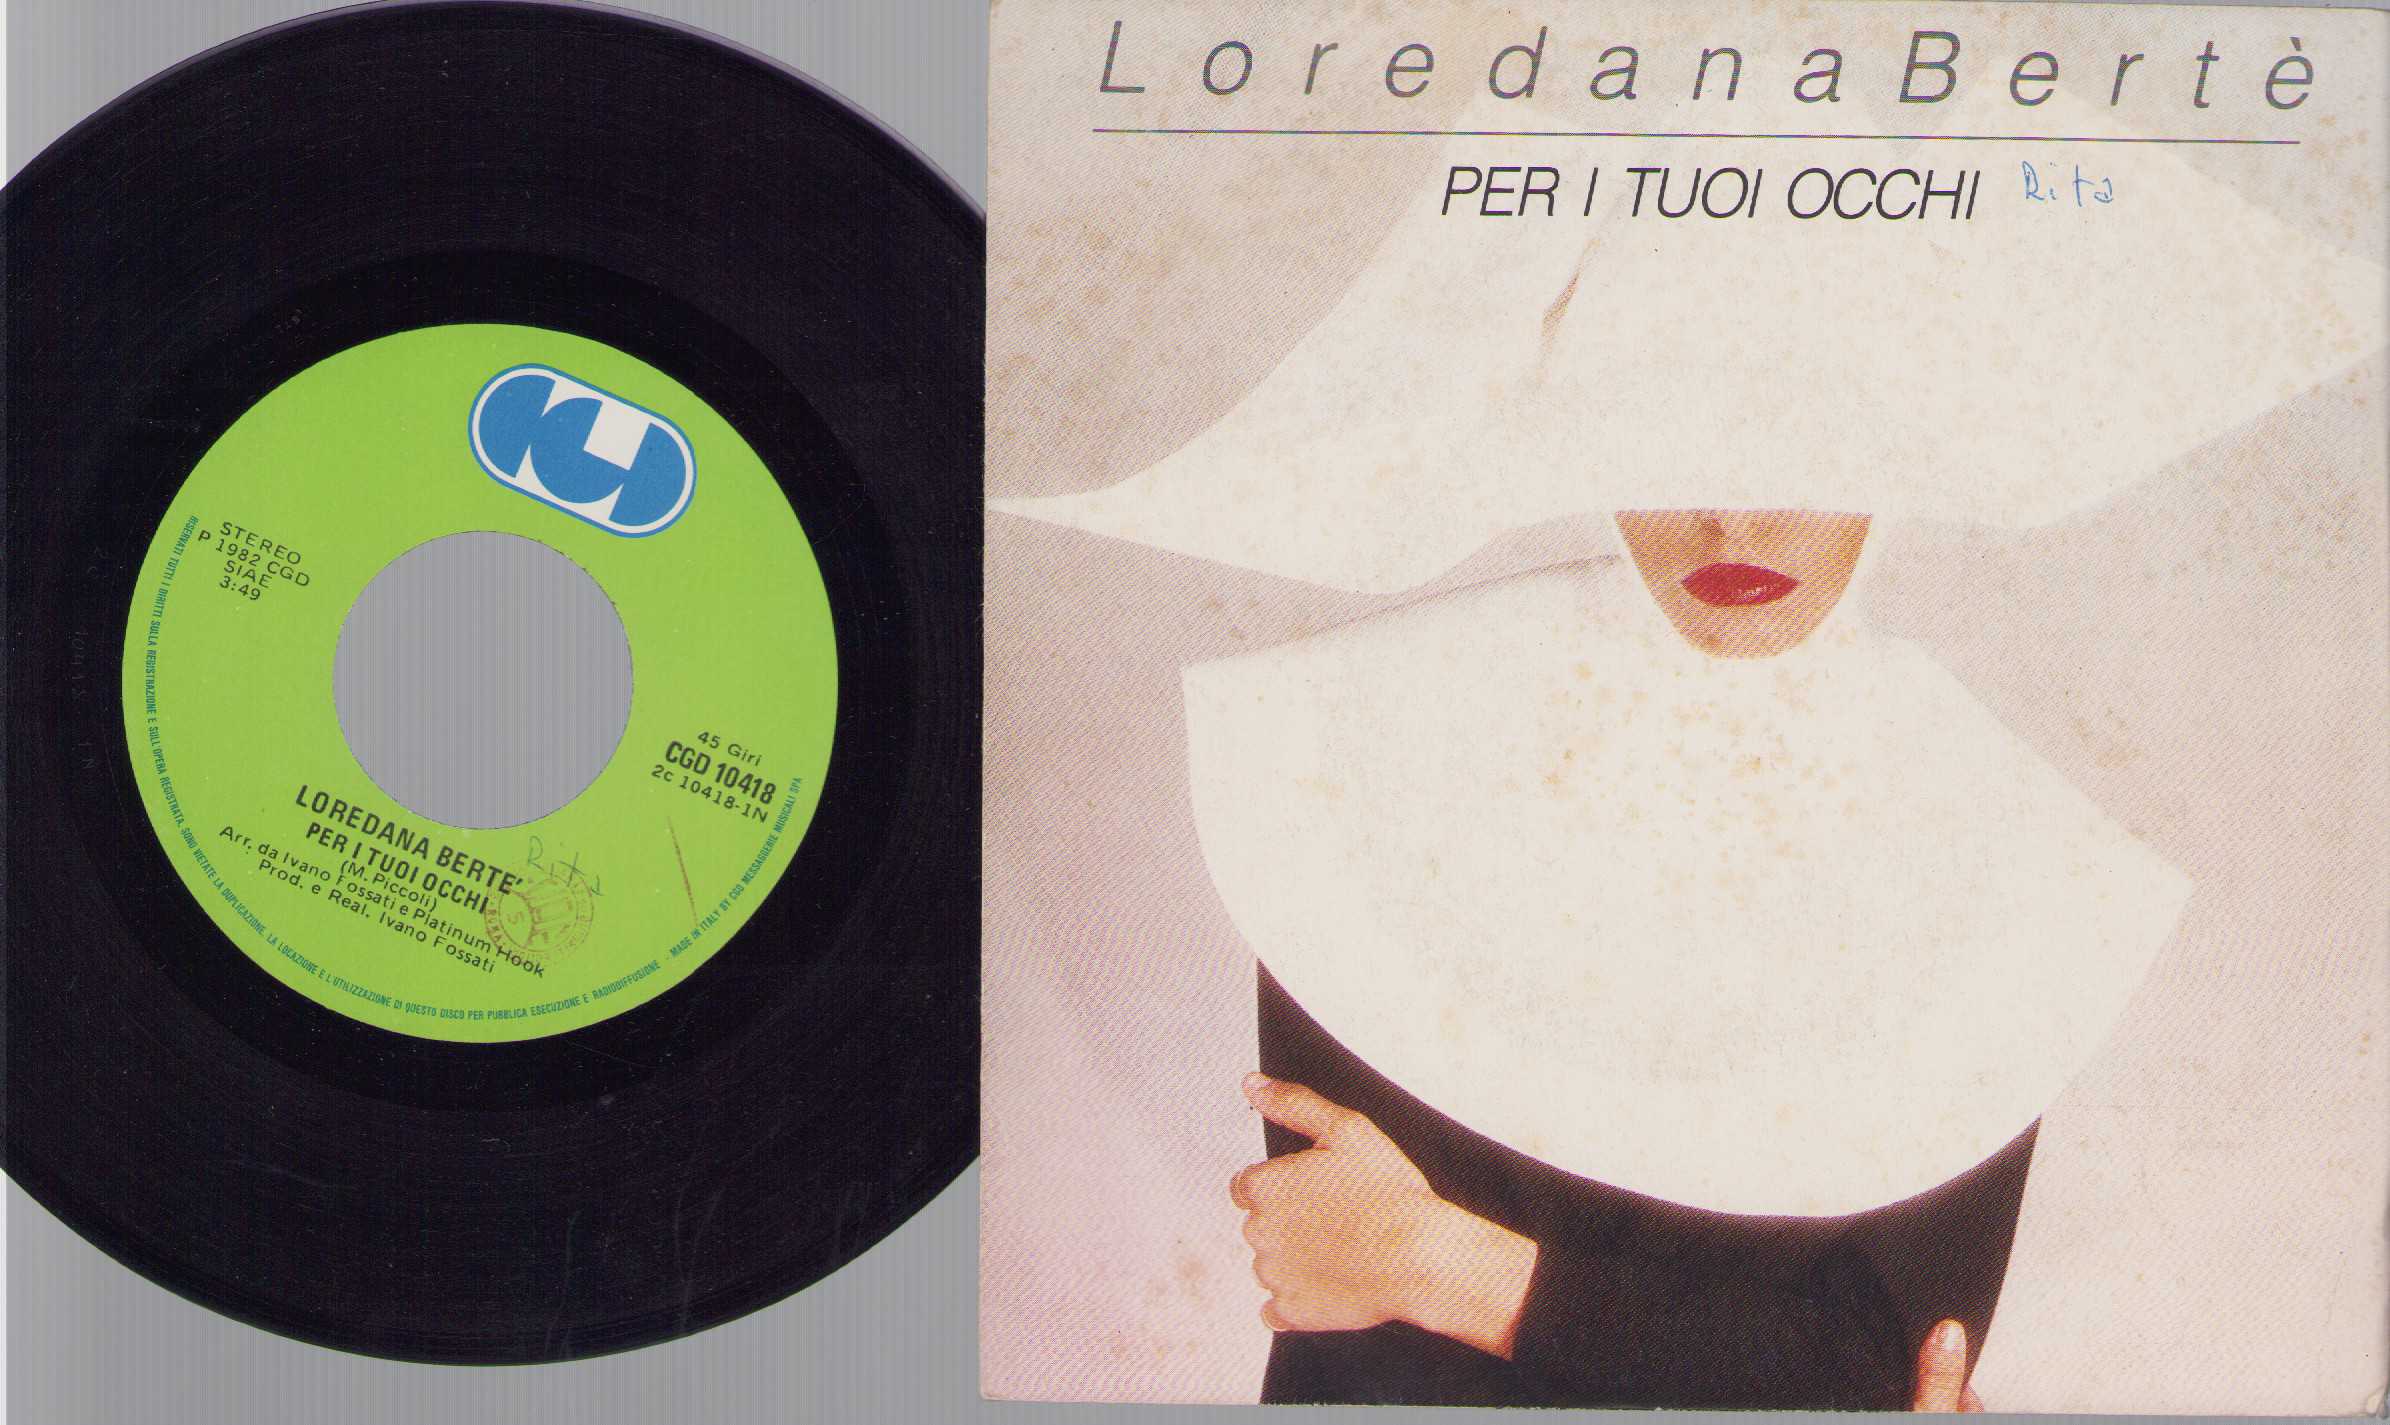 STEREO
P 1982 CGD
SIAE
3:49
45 Giri
CGD 10418
2c 10418-1N
LOREDANA BERTE'
PER I TUOI OCCHI
(M. Piccoli)
Arr. da Ivano Fossati e Platinum Hook
Prod. e Real. Ivano Fossati
Rita
RISERVATI TUTTI I DIRITTI SULLA REGISTRAZIONE E SULL'OPERA REGISTRATA. SONO VIETATE LA DUPLICAZIONE, LA LOCAZIONE E L'UTILIZZAZIONE DI QUESTO DISCO PER PUBBLICA ESECUZIONE E RADIODIFFUSIONE - MADE IN ITALY BY CGD MESSAGGERIE MUSICALI SPA
Loredana Bertè
PER I TUOI OCCHI Rita